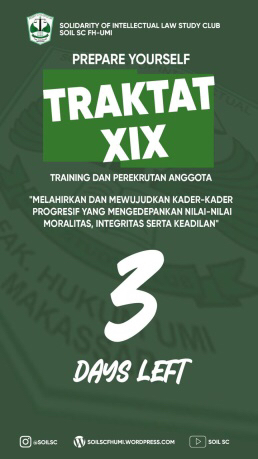 SOLIDARITY OF INTELLECTUAL LAW STUDY CLUB
SOIL SC FH-UMI
PREPARE YOURSELF
TRAKTAT
XIX
TRAINING DAN PEREKRUTAN ANGGOTA
"MELAHIRKAN DAN MEWUJUDKAN KADER-KADER
PROGRESIF YANG MENGEDEPANKAN NILAI-NILAI
MORALITAS, INTEGRITAS SERTA KEADILAN"
3
DAYS LEFT
@SOILSC
SOILSCFHUMI.WORDPRESS.COM
SOIL SC